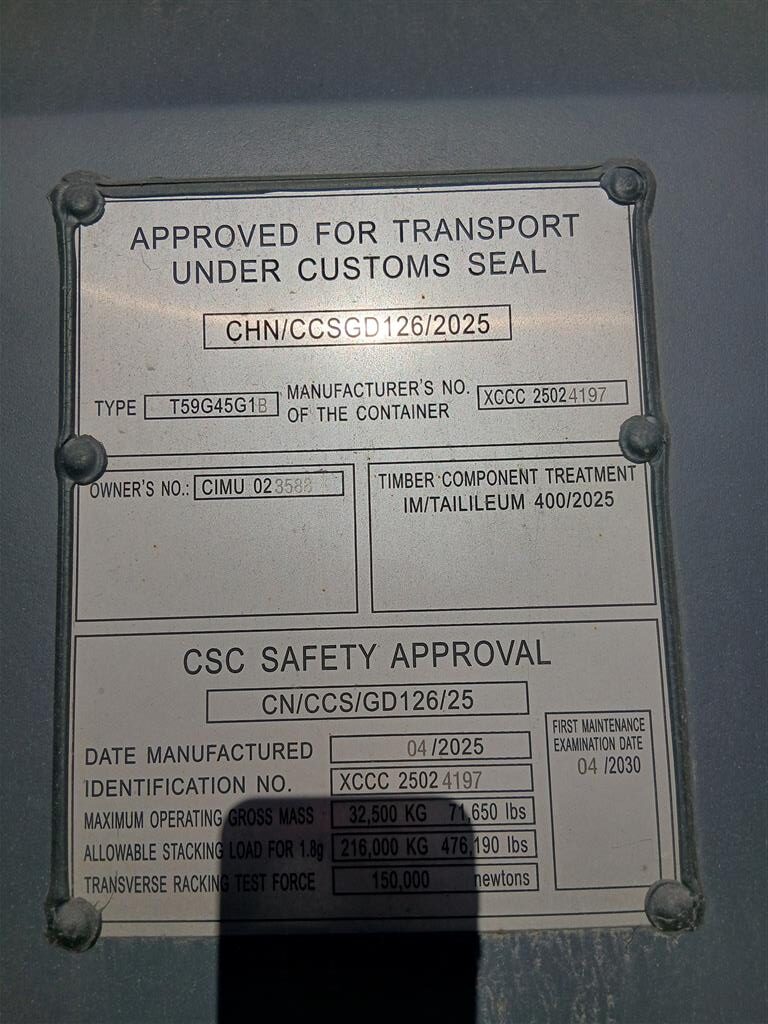 APPROVED FOR TRANSPORT
UNDER CUSTOMS SEAL
CHN/CCSGD126/2025
TYPE T59G45G1B
MANUFACTURER'S NO.
OF THE CONTAINER
XCCC 25024197
OWNER'S NO.: CIMU 02
TIMBER COMPONENT TREATMENT
IM/TAILILEUM 400/2025
CSC SAFETY APPROVAL
CN/CCS/GD126/25
DATE MANUFACTURED 04/2025
IDENTIFICATION NO. XCCC 25024197
MAXIMUM OPERATING GROSS MASS 32,500 KG 71,650 lbs
ALLOWABLE STACKING LOAD FOR 1.8g 216,000 KG 476,190 lbs
TRANSVERSE RACKING TEST FORCE 150,000 newtons
FIRST MAINTENANCE
EXAMINATION DATE
04 /2030